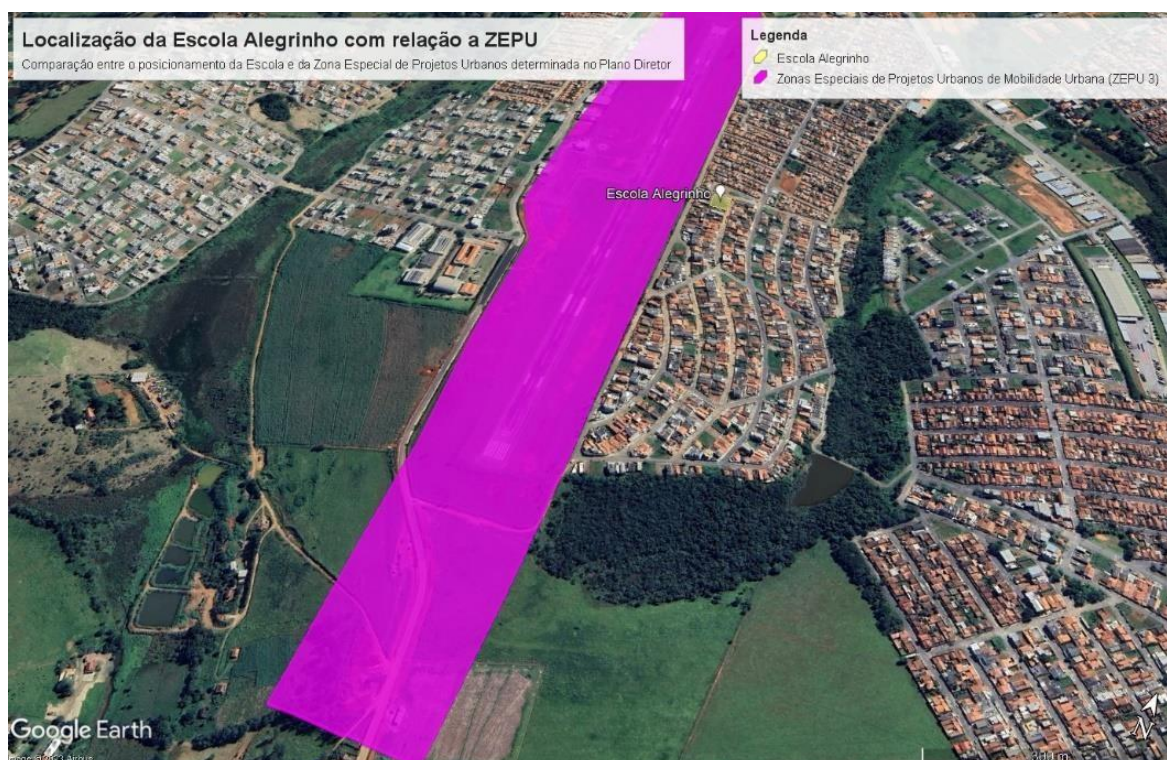 Localização da Escola Alegrinho com relação a ZEPU
Comparação entre o posicionamento da Escola e da Zona Especial de Projetos Urbanos determinada no Plano Diretor
Legenda
Escola Alegrinho
Zonas Especiais de Projetos Urbanos de Mobilidade Urbana (ZEPU 3)
Escola Alegrinho
Google Earth
Airbus
N
300 m